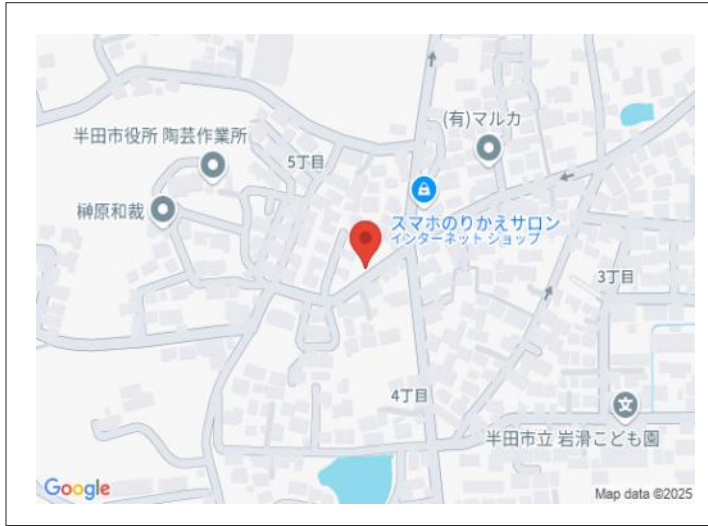 (有)マルカ
半田市役所 陶芸作業所
5丁目
榊原和裁
スマホのりかえサロン
インターネット ショップ
3丁目
4丁目
文
半田市立 岩滑こども園
Google
Map data ©2025